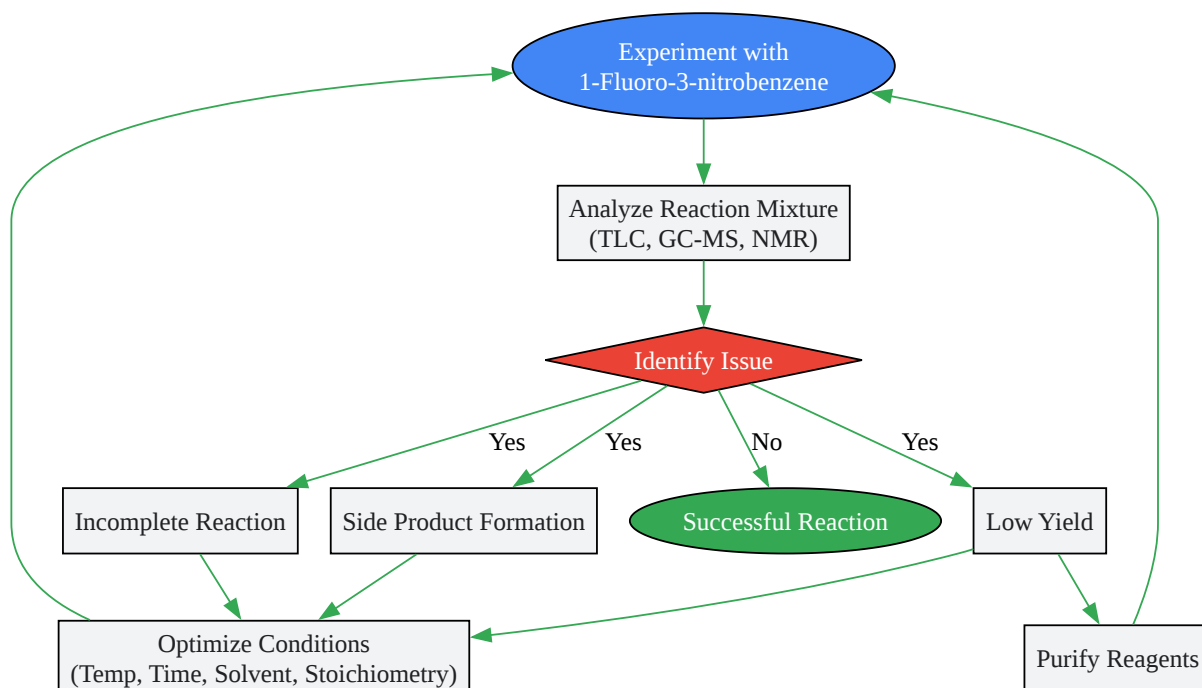 Experiment with
1-Fluoro-3-nitrobenzene
Analyze Reaction Mixture
(TLC, GC-MS, NMR)
Identify Issue
Yes
Yes
No
Yes
Incomplete Reaction
Side Product Formation
Successful Reaction
Low Yield
Optimize Conditions
(Temp, Time, Solvent, Stoichiometry)
Purify Reagents